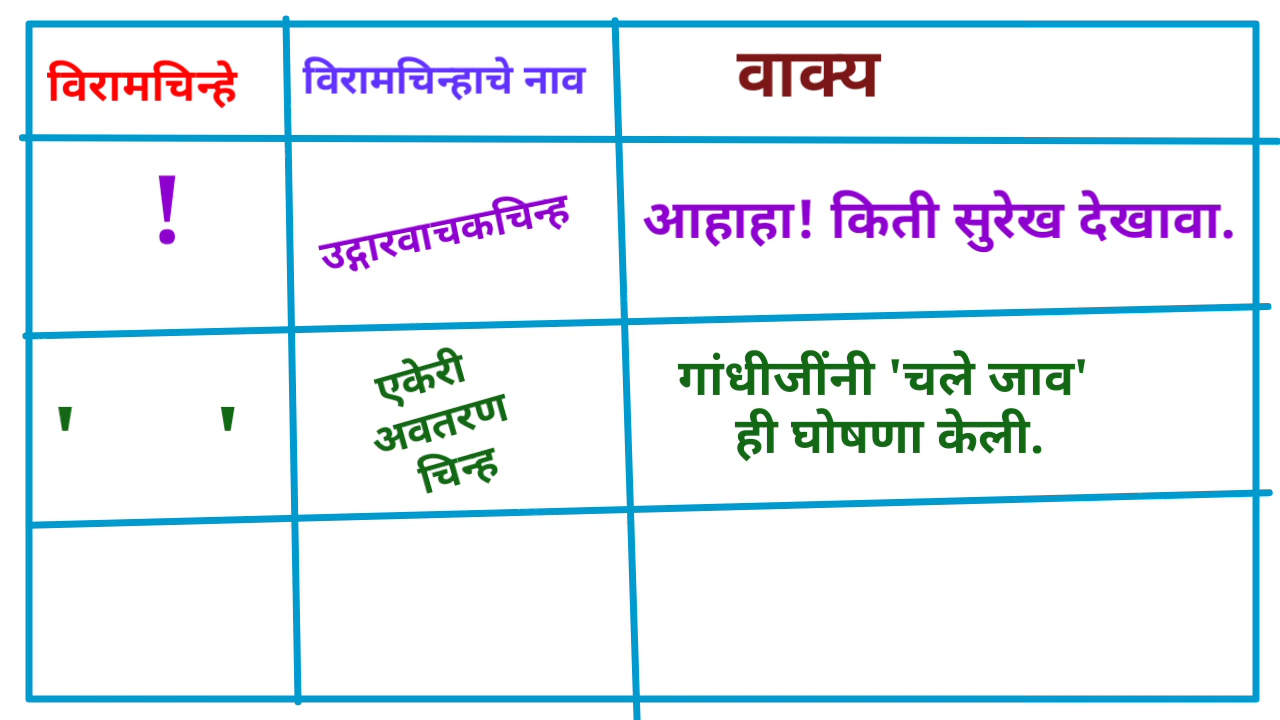 विरामचिन्हे विरामचिन्हाचे नाव वाक्य
! उद्गारवाचकचिन्ह आहाहा! किती सुरेख देखावा.
' ' एकेरी
अवतरण
चिन्ह
गांधीजींनी 'चले जाव'
ही घोषणा केली.